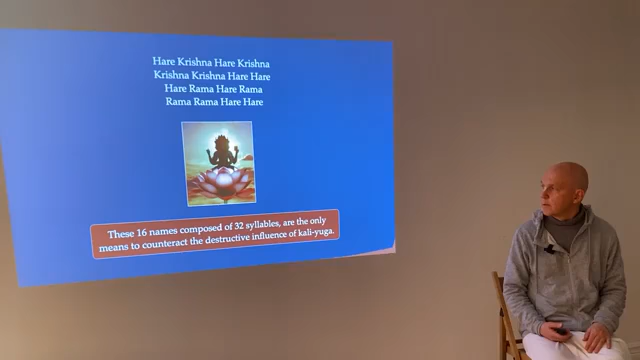 Hare Krishna Hare Krishna
Krishna Krishna Hare Hare
Hare Rama Hare Rama
Rama Rama Hare Hare
These 16 names composed of 32 syllables, are the only
means to counteract the destructive influence of kali-yuga.